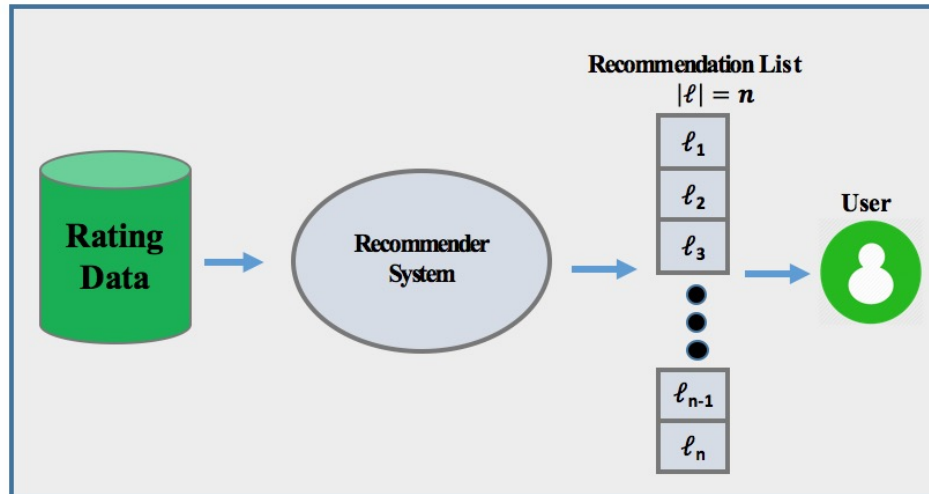 Recommendation List
|ℓ| = n
ℓ1
ℓ2
ℓ3
ℓn-1
ℓn
Rating
Data
Recommender
System
User